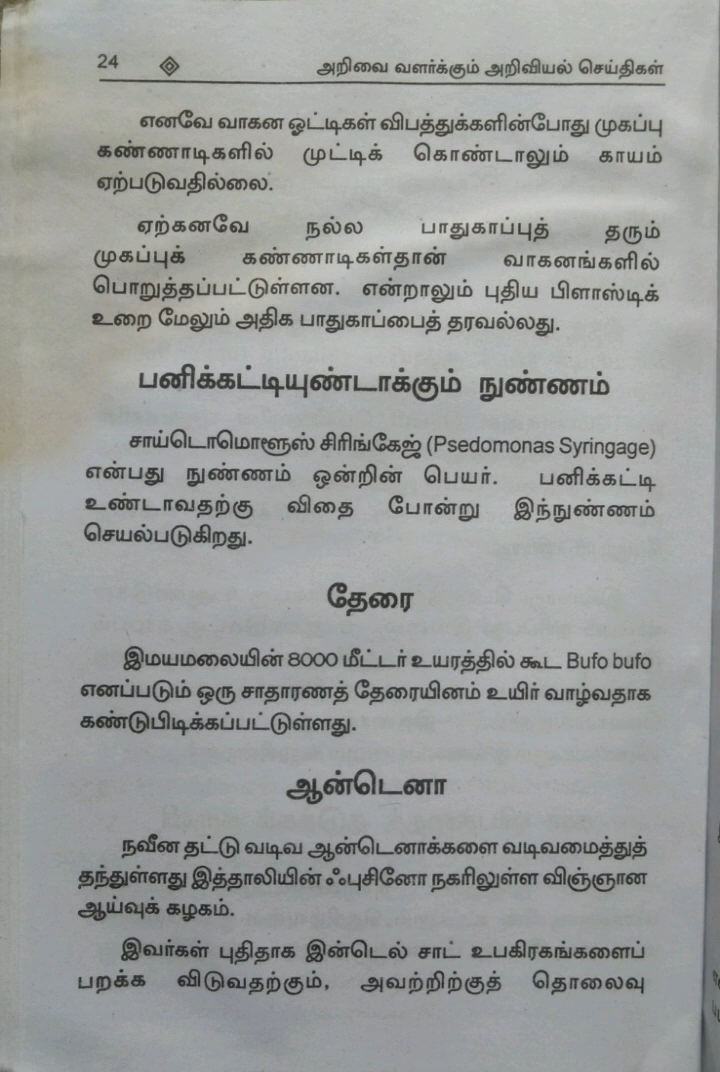 24 அறிவை வளர்க்கும் அறிவியல் செய்திகள்
எனவே வாகன ஓட்டிகள் விபத்துக்களின்போது முகப்பு
கண்ணாடிகளில் முட்டிக் கொண்டாலும் காயம்
ஏற்படுவதில்லை.
ஏற்கனவே நல்ல பாதுகாப்புத் தரும்
முகப்புக் கண்ணாடிகள்தான் வாகனங்களில்
பொறுத்தப்பட்டுள்ளன. என்றாலும் புதிய பிளாஸ்டிக்
உறை மேலும் அதிக பாதுகாப்பைத் தரவல்லது.
பனிக்கட்டியுண்டாக்கும் நுண்ணம்
சாய்டொமொளூஸ் சிரிங்கேஜ் (Psedomonas Syringage)
என்பது நுண்ணம் ஒன்றின் பெயர். பனிக்கட்டி
உண்டாவதற்கு விதை போன்று இந்நுண்ணம்
செயல்படுகிறது.
தேரை
இமயமலையின் 8000 மீட்டர் உயரத்தில் கூட Bufo bufo
எனப்படும் ஒரு சாதாரணத் தேரையினம் உயிர் வாழ்வதாக
கண்டுபிடிக்கப்பட்டுள்ளது.
ஆன்டெனா
நவீன தட்டு வடிவ ஆன்டெனாக்களை வடிவமைத்துத்
தந்துள்ளது இத்தாலியின் ஃபுசினோ நகரிலுள்ள விஞ்ஞான
ஆய்வுக் கழகம்.
இவர்கள் புதிதாக இன்டெல் சாட் உபகிரகங்களைப்
பறக்க விடுவதற்கும், அவற்றிற்குத் தொலைவு